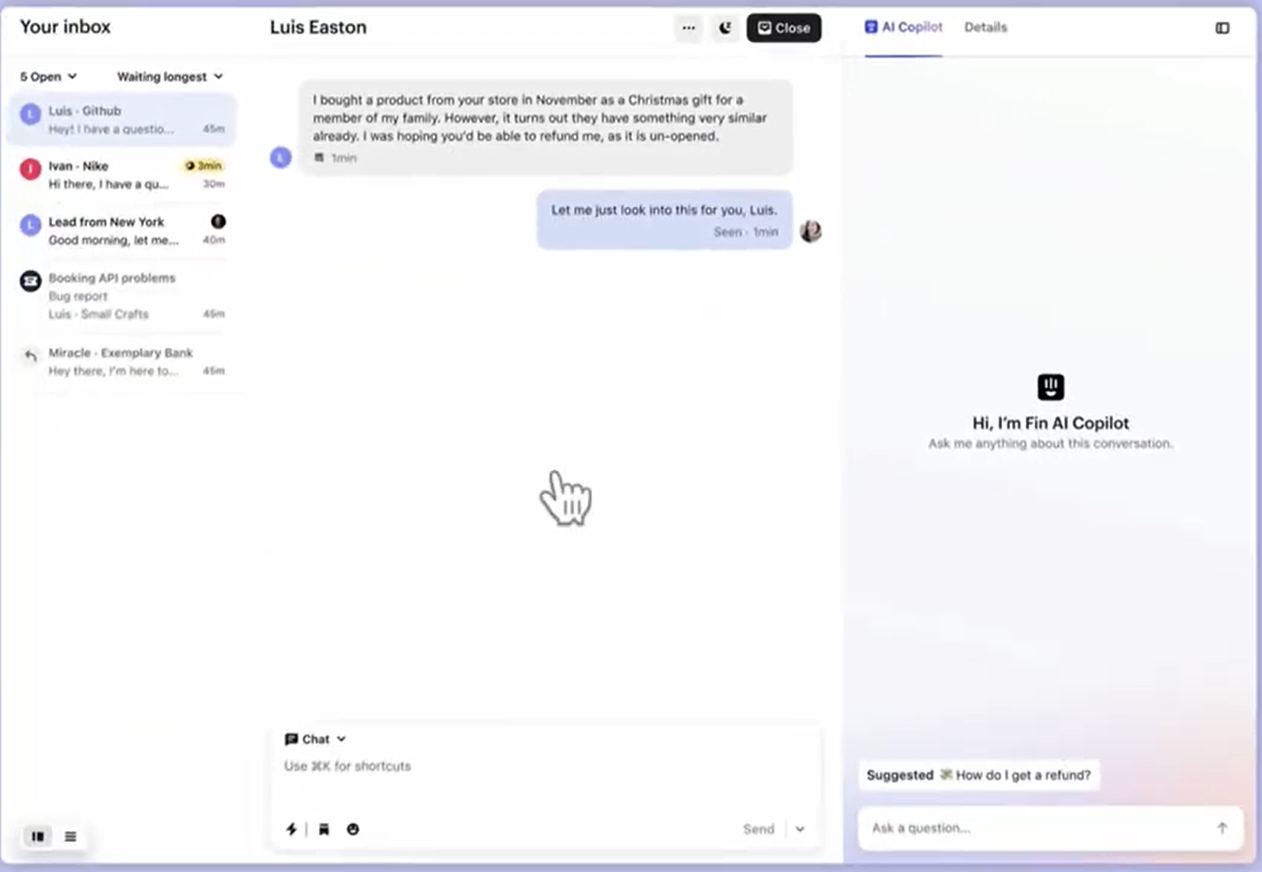 Your inbox
5 Open
Waiting longest
L
Luis · Github
Hey! I have a questio...
45m
I
Ivan · Nike
3min
Hi there, I have a qu...
30m
L
Lead from New York
Good morning, let me...
40m
Booking API problems
Bug report
Luis · Small Crafts
45m
Miracle · Exemplary Bank
Hey there, I'm here to...
45m
Luis Easton
Close
I bought a product from your store in November as a Christmas gift for a
member of my family. However, it turns out they have something very similar
already. I was hoping you'd be able to refund me, as it is un-opened.
1min
L
Let me just look into this for you, Luis.
Seen · 1min
Chat
Use ⌘K for shortcuts
Send
AI Copilot
Details
Hi, I'm Fin AI Copilot
Ask me anything about this conversation.
Suggested 💸 How do I get a refund?
Ask a question...